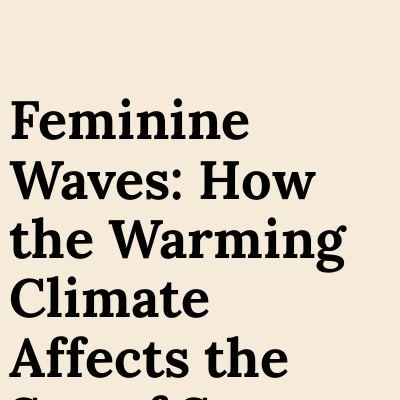 Feminine
Waves: How
the Warming
Climate
Affects the